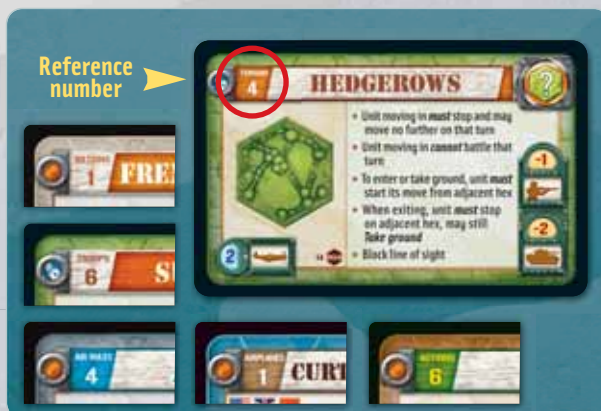 Reference
number
TERRAIN
4
HEDGEROWS
?
• Unit moving in must stop and may
move no further on that turn
• Unit moving in cannot battle that
turn
• To enter or take ground, unit must
start its move from adjacent hex
• When exiting, unit must stop
on adjacent hex, may still
Take ground
• Block line of sight
-1
-2
2
NATIONS
1
FRE
TROOPS
6
S
AIR RULES
4
AIRPLANES
1
CURT
ACTIONS
6